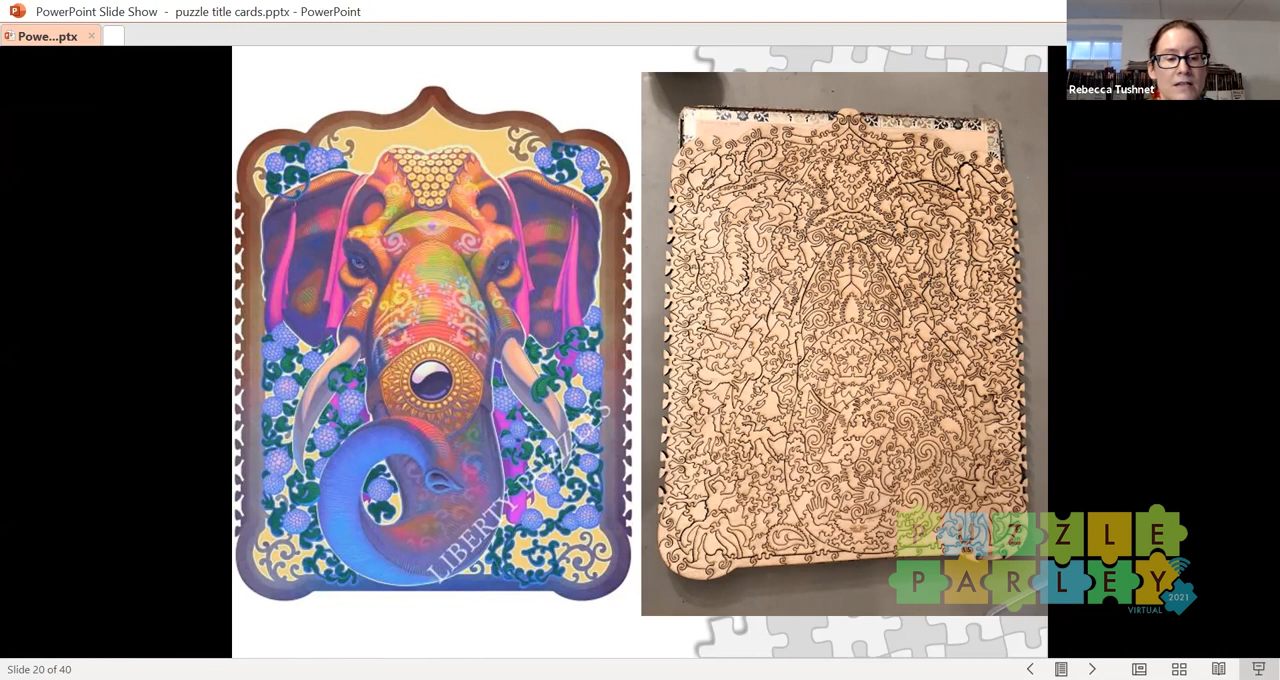 PowerPoint Slide Show - puzzle title cards.pptx - PowerPoint
Powe...ptx
Rebecca Tushnet
LIBERTY PUZZLES
PUZZLE
PARLEY
2021
VIRTUAL
Slide 20 of 40